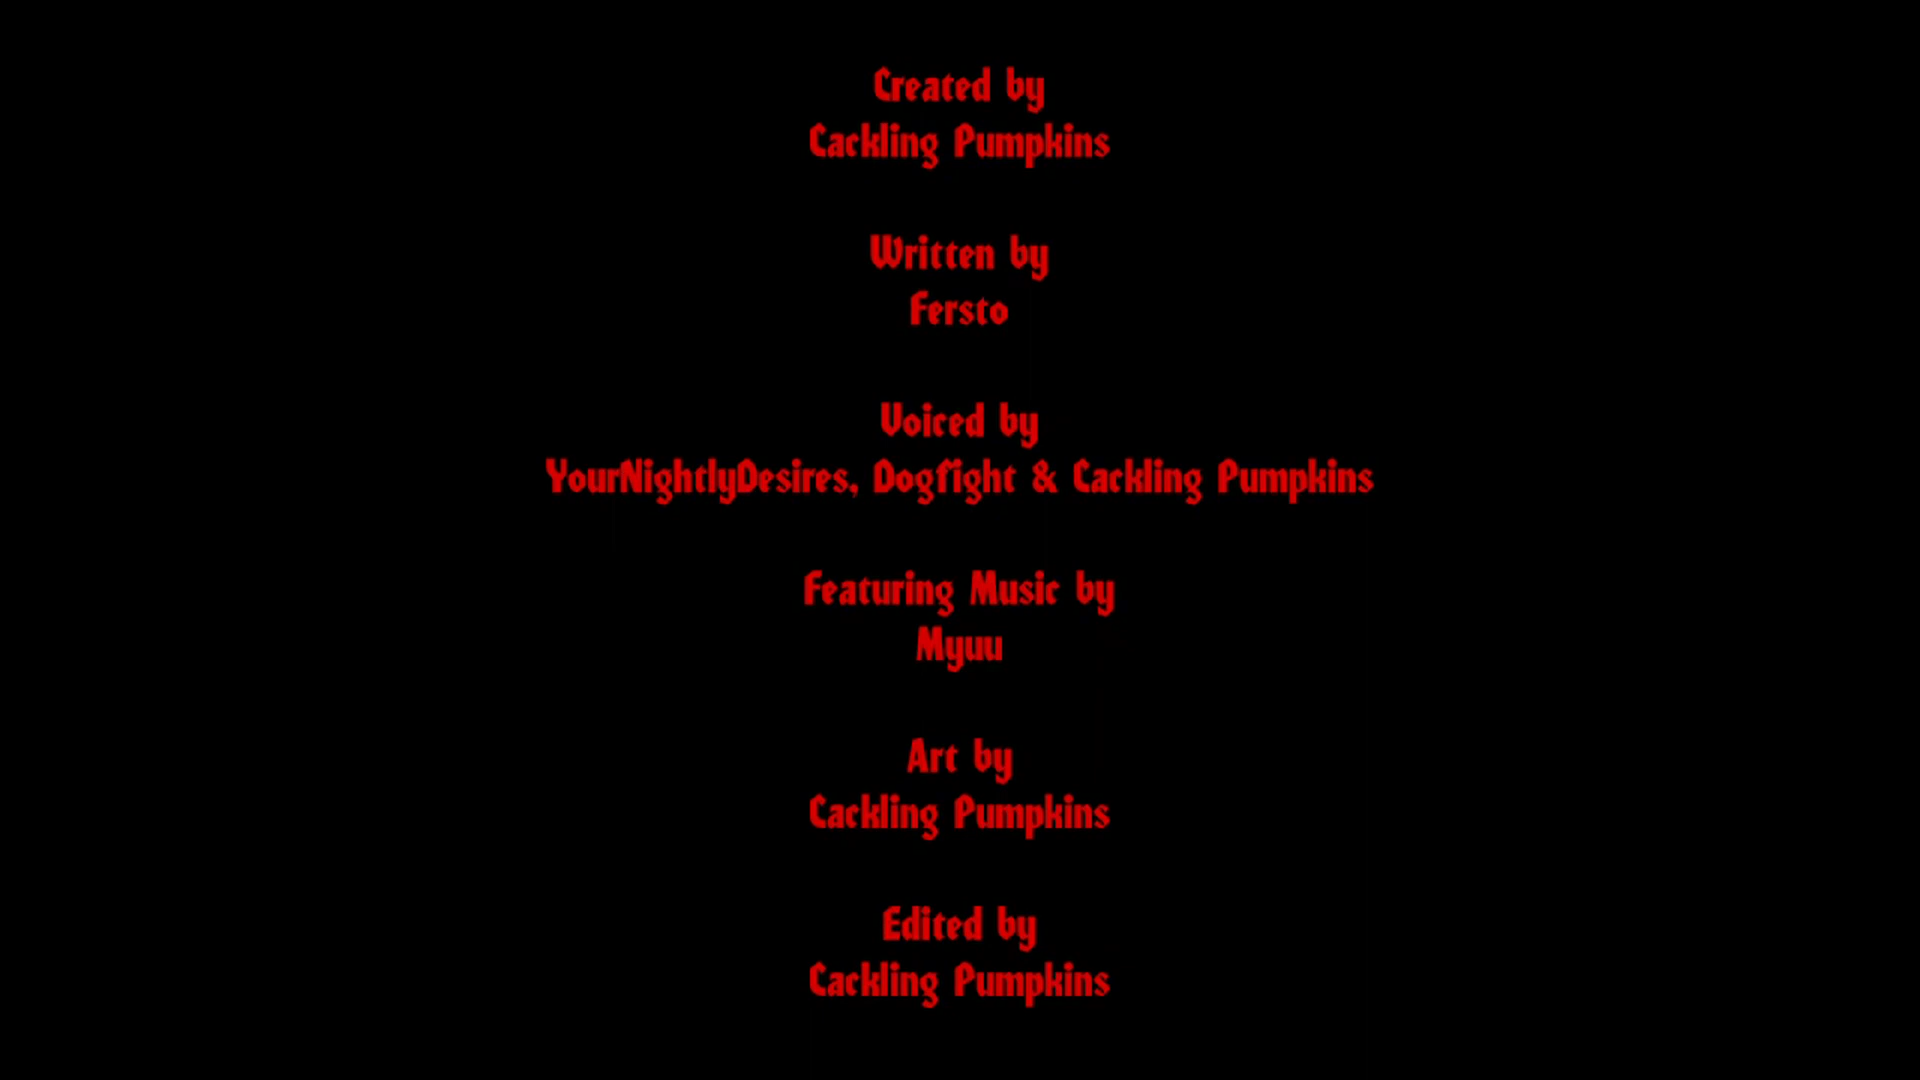 Created by
Cackling Pumpkins
Written by
Fersto
Voiced by
YourNightlyDesires, Dogfight & Cackling Pumpkins
Featuring Music by
Myuu
Art by
Cackling Pumpkins
Edited by
Cackling Pumpkins